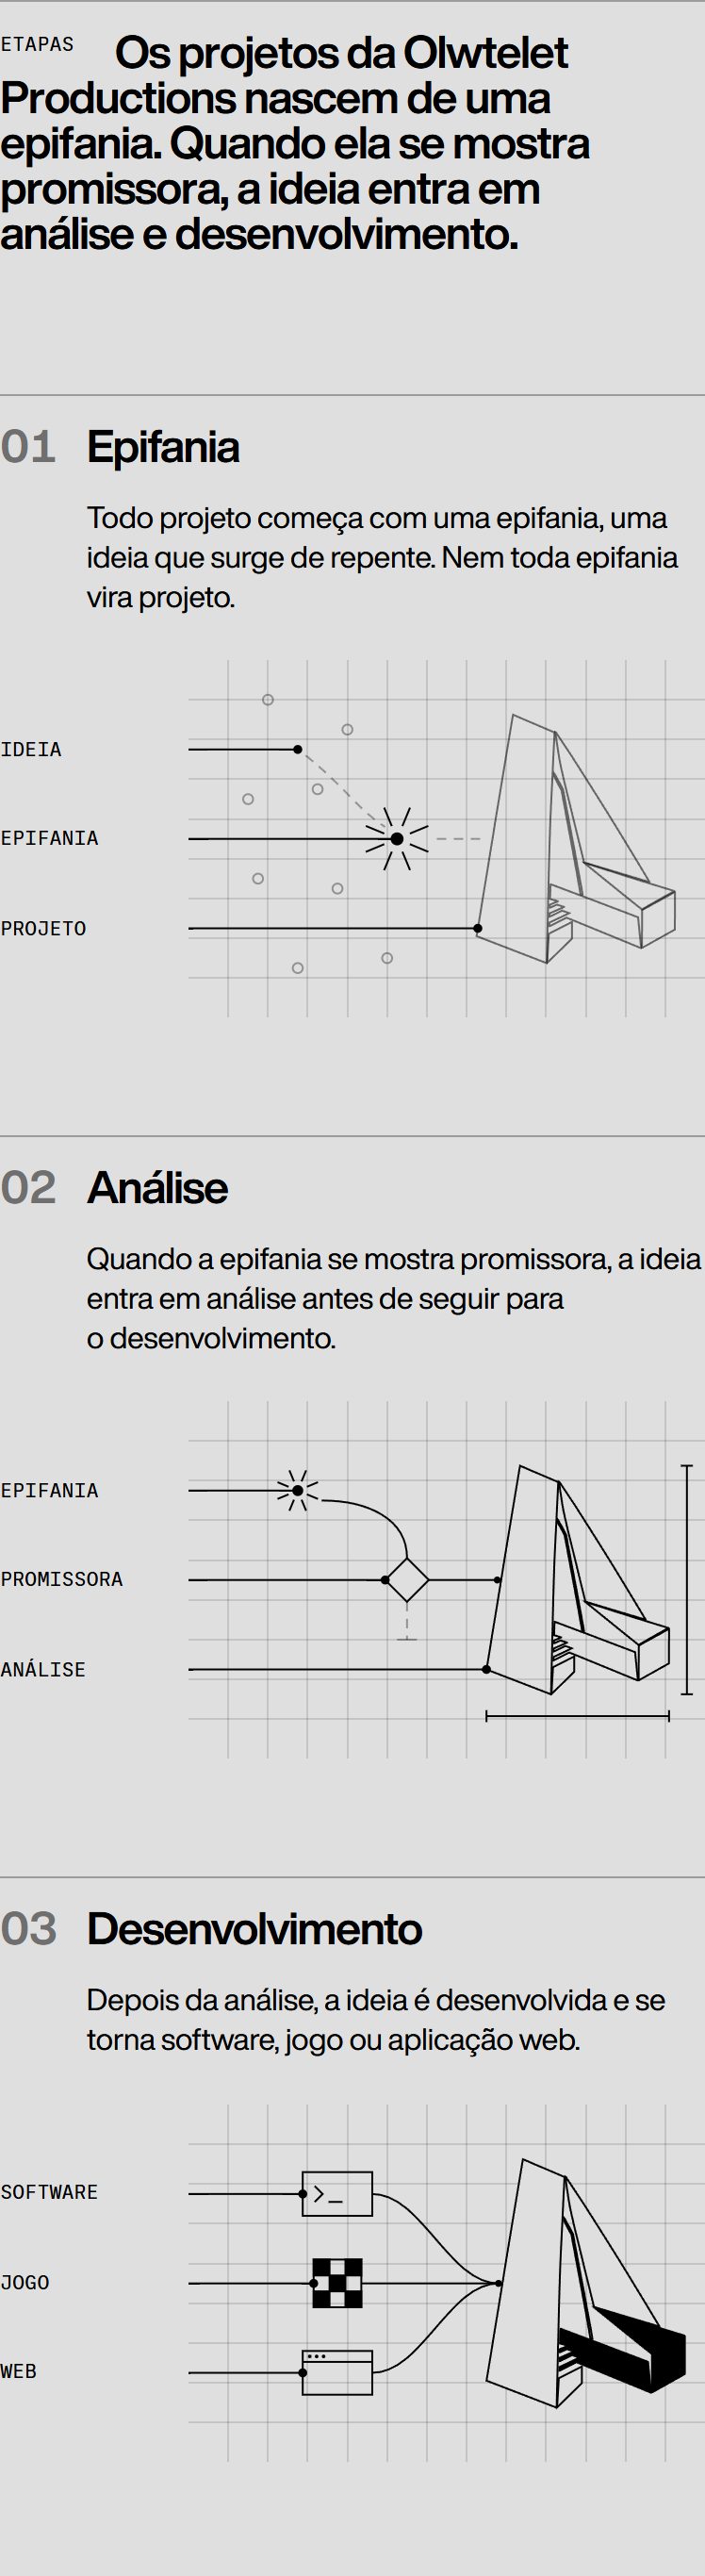 ETAPAS Os projetos da Olwtelet
Productions nascem de uma
epifania. Quando ela se mostra
promissora, a ideia entra em
análise e desenvolvimento.
01 Epifania
Todo projeto começa com uma epifania, uma
ideia que surge de repente. Nem toda epifania
vira projeto.
IDEIA
EPIFANIA
PROJETO
02 Análise
Quando a epifania se mostra promissora, a ideia
entra em análise antes de seguir para
o desenvolvimento.
EPIFANIA
PROMISSORA
ANÁLISE
03 Desenvolvimento
Depois da análise, a ideia é desenvolvida e se
torna software, jogo ou aplicação web.
SOFTWARE
>_
JOGO
WEB